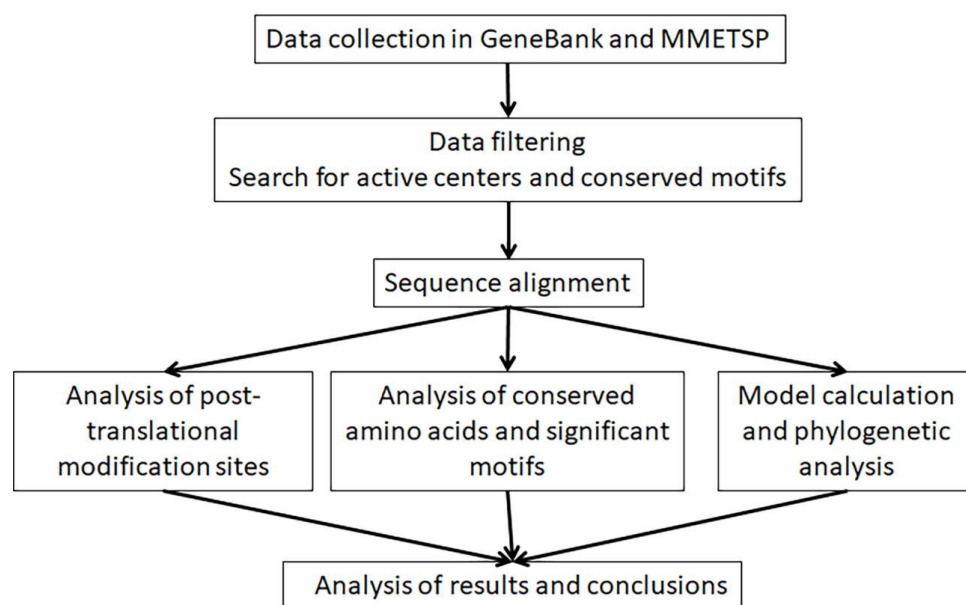 Data collection in GeneBank and MMETSP
Data filtering
Search for active centers and conserved motifs
Sequence alignment
Analysis of post-
translational
modification sites
Analysis of conserved
amino acids and significant
motifs
Model calculation
and phylogenetic
analysis
Analysis of results and conclusions